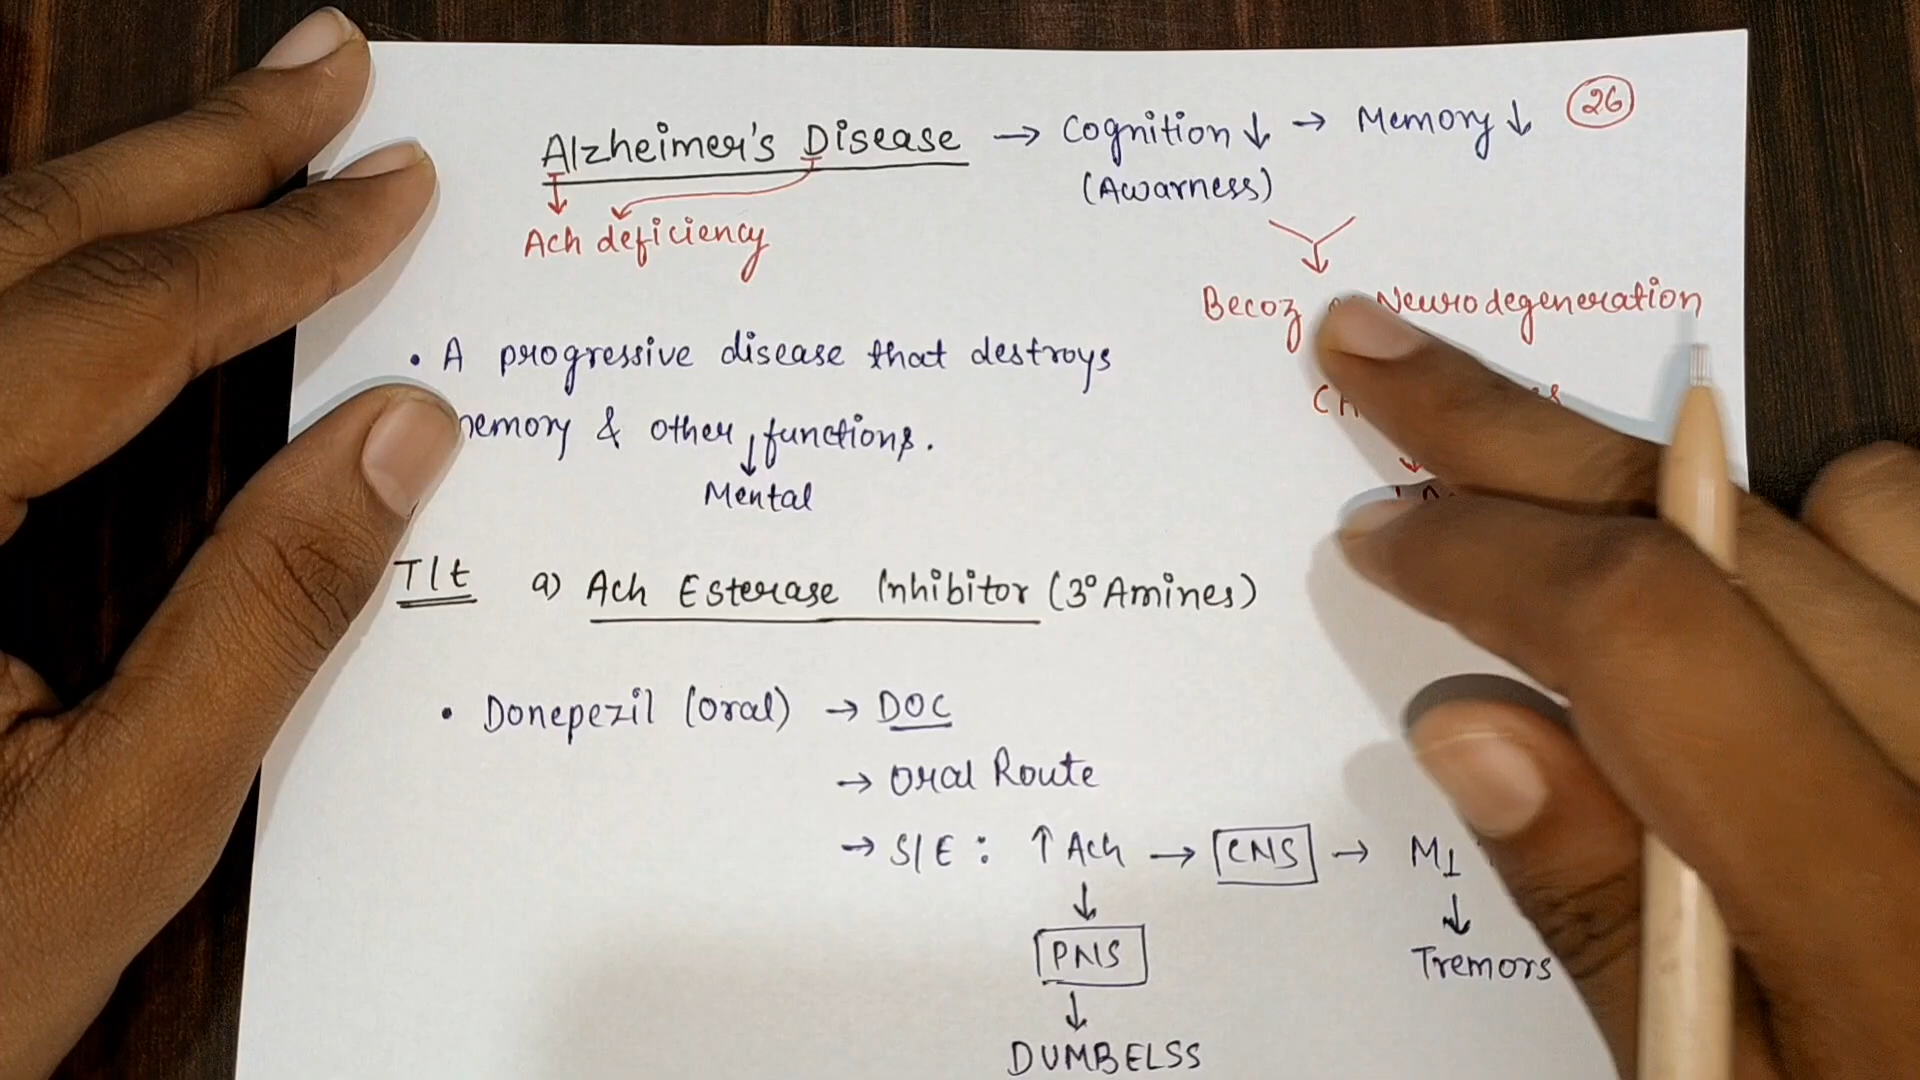 Alzheimer's Disease → Cognition ↓ → Memory ↓ 26
(Awarness)
Ach deficiency
Becoz Neurodegeneration
• A progressive disease that destroys
memory & other functions.
Mental
T/t a) Ach Esterase Inhibitor (3° Amines)
• Donepezil (oral) → DOC
→ Oral Route
→ S/E : ↑ Ach → CNS → M1
↓ ↓
PNS Tremors
↓
DUMBELSS